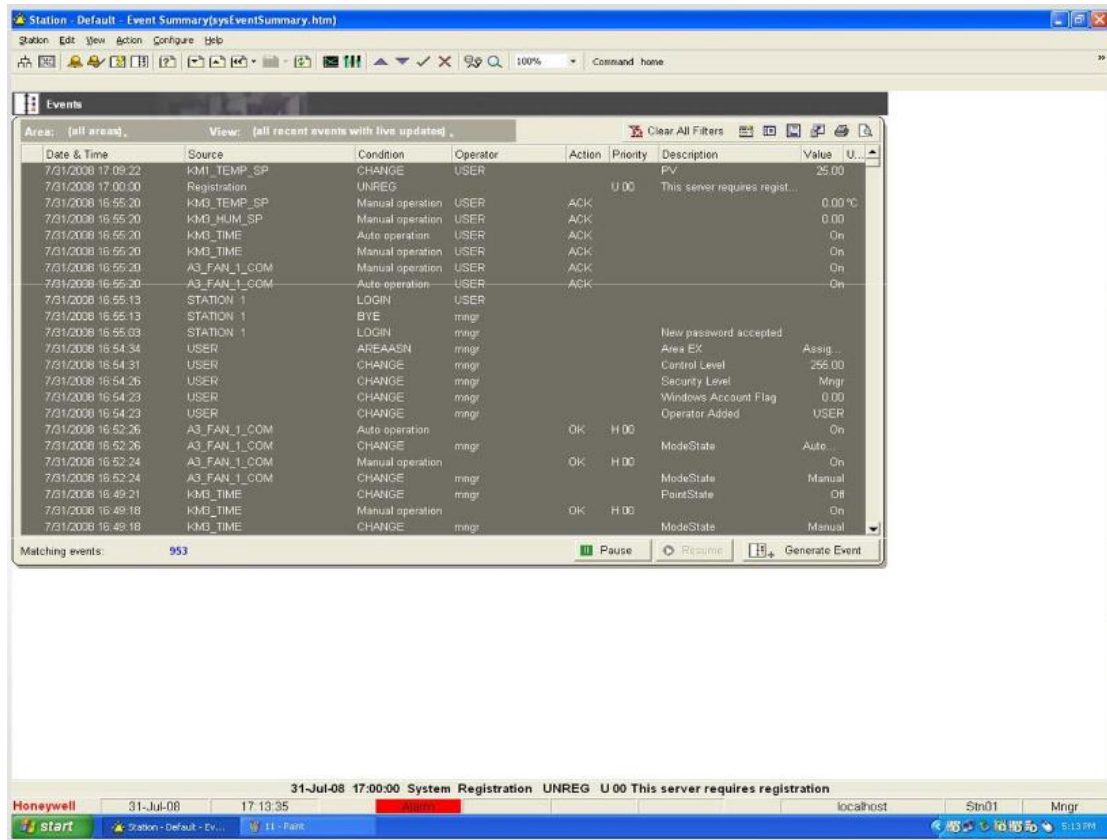 Station - Default - Event Summary(sysEventSummary.htm)
Station Edit View Action Configure Help
100% Command home
Events
Area: (all areas) View: (all recent events with live updates) Clear All Filters
Date & Time Source Condition Operator Action Priority Description Value U...
7/31/2008 17:09:22 KM1_TEMP_SP CHANGE USER PV 25.00
7/31/2008 17:00:00 Registration UNREG U 00 This server requires regist...
7/31/2008 16:55:20 KM3_TEMP_SP Manual operation USER ACK 0.00 °C
7/31/2008 16:55:20 KM3_HUM_SP Manual operation USER ACK 0.00
7/31/2008 16:55:20 KM3_TIME Auto operation USER ACK On
7/31/2008 16:55:20 KM3_TIME Manual operation USER ACK On
7/31/2008 16:55:20 A3_FAN_1_COM Manual operation USER ACK On
7/31/2008 16:55:20 A3_FAN_1_COM Auto operation USER ACK On
7/31/2008 16:55:13 STATION 1 LOGIN USER
7/31/2008 16:55:13 STATION 1 BYE mngr
7/31/2008 16:55:03 STATION 1 LOGIN mngr New password accepted
7/31/2008 16:54:34 USER AREAASN mngr Area EX Assig...
7/31/2008 16:54:31 USER CHANGE mngr Control Level 255.00
7/31/2008 16:54:26 USER CHANGE mngr Security Level Mngr
7/31/2008 16:54:23 USER CHANGE mngr Windows Account Flag 0.00
7/31/2008 16:54:23 USER CHANGE mngr Operator Added USER
7/31/2008 16:52:26 A3_FAN_1_COM Auto operation OK H 00 On
7/31/2008 16:52:26 A3_FAN_1_COM CHANGE mngr ModeState Auto...
7/31/2008 16:52:24 A3_FAN_1_COM Manual operation OK H 00 On
7/31/2008 16:52:24 A3_FAN_1_COM CHANGE mngr ModeState Manual
7/31/2008 16:49:21 KM3_TIME CHANGE mngr PointState Off
7/31/2008 16:49:18 KM3_TIME Manual operation OK H 00 On
7/31/2008 16:49:18 KM3_TIME CHANGE mngr ModeState Manual
Matching events: 953 Pause Resume Generate Event
31-Jul-08 17:00:00 System Registration UNREG U 00 This server requires registration
Honeywell 31-Jul-08 17:13:35 Alarm localhost Stn01 Mngr
start Station - Default - Ev... 11 - Paint 5:13 PM